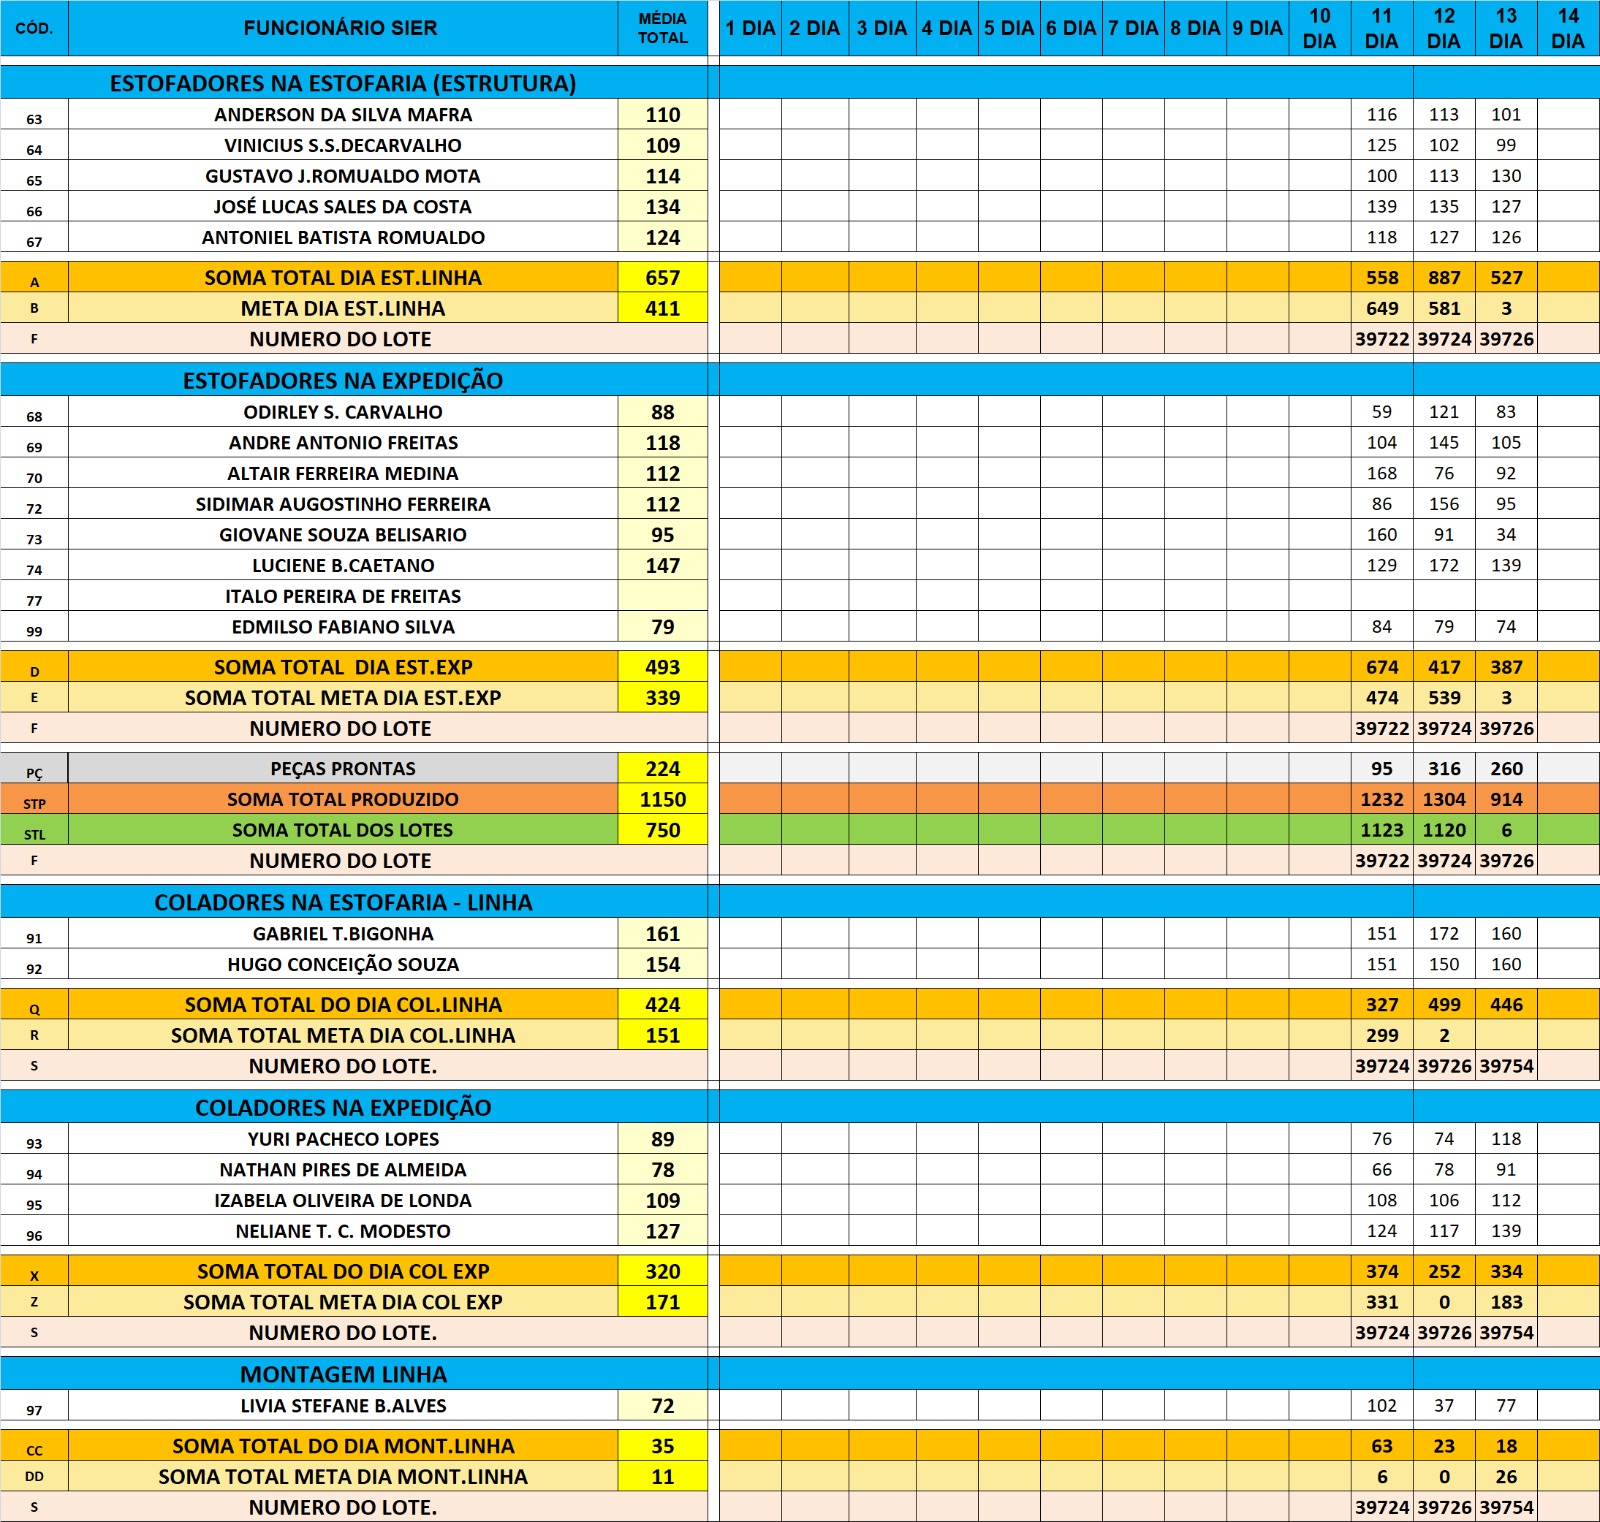 CÓD. FUNCIONÁRIO SIER MÉDIA TOTAL 1 DIA 2 DIA 3 DIA 4 DIA 5 DIA 6 DIA 7 DIA 8 DIA 9 DIA 10 DIA 11 DIA 12 DIA 13 DIA 14 DIA
ESTOFADORES NA ESTOFARIA (ESTRUTURA)
63 ANDERSON DA SILVA MAFRA 110 116 113 101
64 VINICIUS S.S.DECARVALHO 109 125 102 99
65 GUSTAVO J.ROMUALDO MOTA 114 100 113 130
66 JOSÉ LUCAS SALES DA COSTA 134 139 135 127
67 ANTONIEL BATISTA ROMUALDO 124 118 127 126
A SOMA TOTAL DIA EST.LINHA 657 558 887 527
B META DIA EST.LINHA 411 649 581 3
F NUMERO DO LOTE 39722 39724 39726
ESTOFADORES NA EXPEDIÇÃO
68 ODIRLEY S. CARVALHO 88 59 121 83
69 ANDRE ANTONIO FREITAS 118 104 145 105
70 ALTAIR FERREIRA MEDINA 112 168 76 92
72 SIDIMAR AUGOSTINHO FERREIRA 112 86 156 95
73 GIOVANE SOUZA BELISARIO 95 160 91 34
74 LUCIENE B.CAETANO 147 129 172 139
77 ITALO PEREIRA DE FREITAS
99 EDMILSO FABIANO SILVA 79 84 79 74
D SOMA TOTAL DIA EST.EXP 493 674 417 387
E SOMA TOTAL META DIA EST.EXP 339 474 539 3
F NUMERO DO LOTE 39722 39724 39726
PÇ PEÇAS PRONTAS 224 95 316 260
STP SOMA TOTAL PRODUZIDO 1150 1232 1304 914
STL SOMA TOTAL DOS LOTES 750 1123 1120 6
F NUMERO DO LOTE 39722 39724 39726
COLADORES NA ESTOFARIA - LINHA
91 GABRIEL T.BIGONHA 161 151 172 160
92 HUGO CONCEIÇÃO SOUZA 154 151 150 160
Q SOMA TOTAL DO DIA COL.LINHA 424 327 499 446
R SOMA TOTAL META DIA COL.LINHA 151 299 2
S NUMERO DO LOTE. 39724 39726 39754
COLADORES NA EXPEDIÇÃO
93 YURI PACHECO LOPES 89 76 74 118
94 NATHAN PIRES DE ALMEIDA 78 66 78 91
95 IZABELA OLIVEIRA DE LONDA 109 108 106 112
96 NELIANE T. C. MODESTO 127 124 117 139
X SOMA TOTAL DO DIA COL EXP 320 374 252 334
Z SOMA TOTAL META DIA COL EXP 171 331 0 183
S NUMERO DO LOTE. 39724 39726 39754
MONTAGEM LINHA
97 LIVIA STEFANE B.ALVES 72 102 37 77
CC SOMA TOTAL DO DIA MONT.LINHA 35 63 23 18
DD SOMA TOTAL META DIA MONT.LINHA 11 6 0 26
S NUMERO DO LOTE. 39724 39726 39754